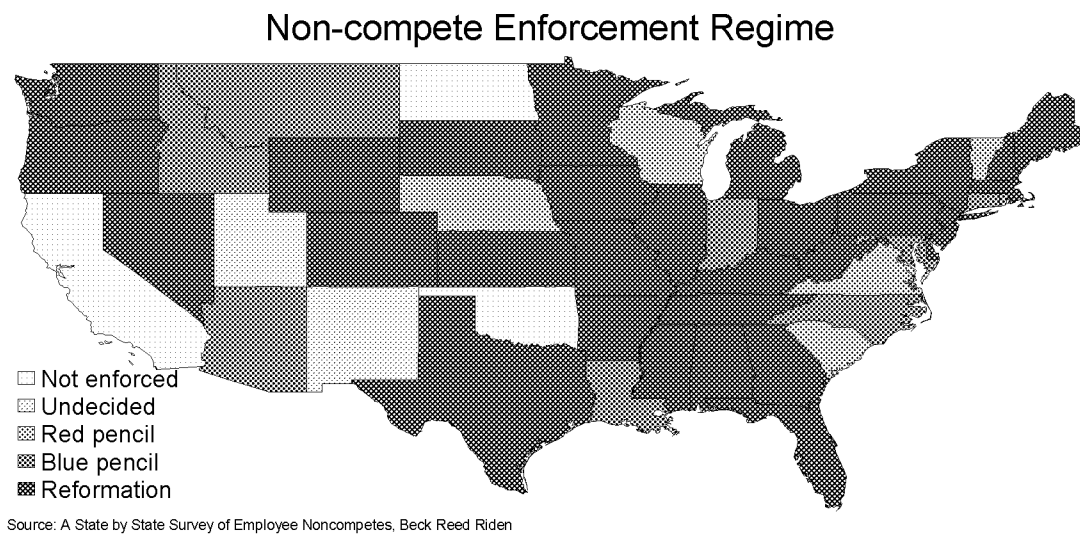 Non-compete Enforcement Regime
Not enforced
Undecided
Red pencil
Blue pencil
Reformation
Source: A State by State Survey of Employee Noncompetes, Beck Reed Riden